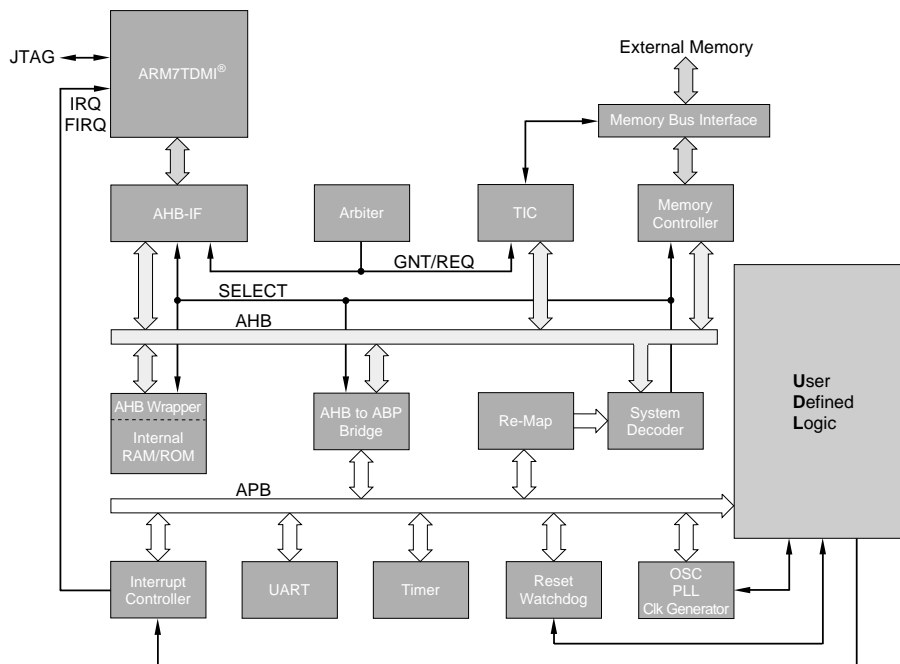 External Memory
JTAG
ARM7TDMI®
IRQ
FIRQ
Memory Bus Interface
AHB-IF
Arbiter
TIC
Memory
Controller
GNT/REQ
SELECT
AHB
AHB Wrapper
Internal
RAM/ROM
AHB to ABP
Bridge
Re-Map
System
Decoder
User
Defined
Logic
APB
Interrupt
Controller
UART
Timer
Reset
Watchdog
OSC
PLL
Clk Generator